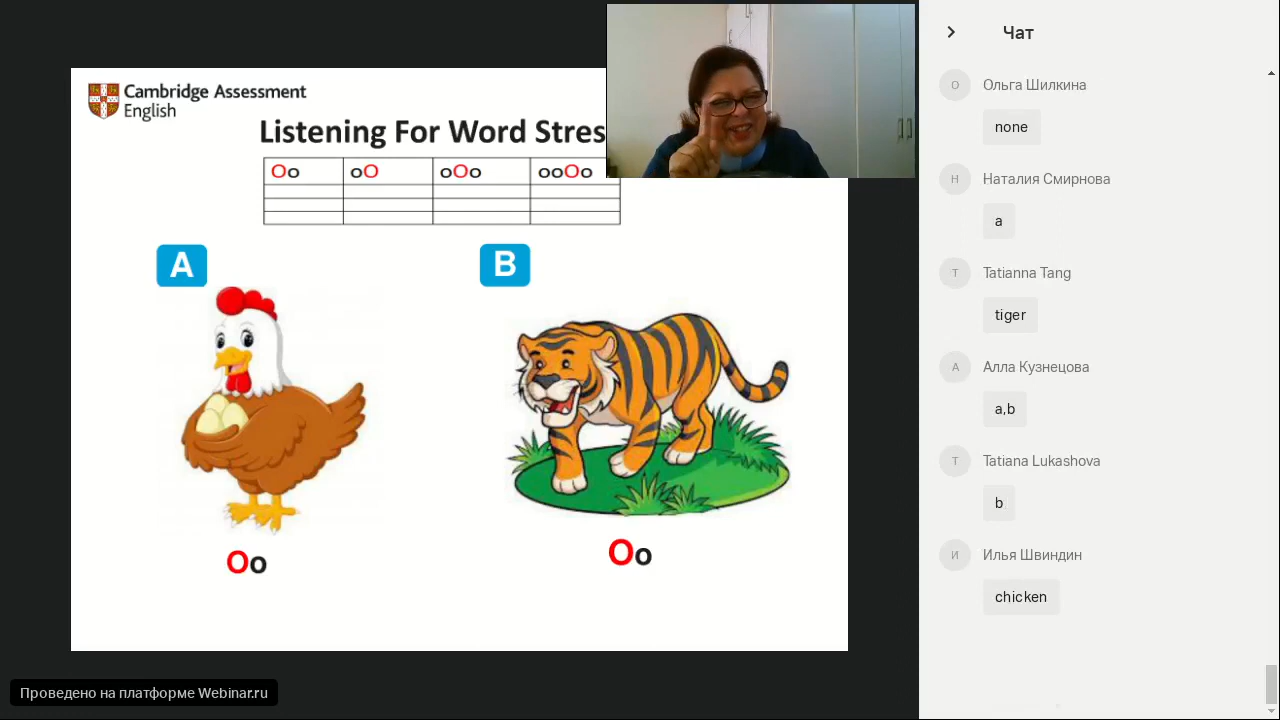 Cambridge Assessment
English
Listening For Word Stres
Oo oO oOo ooOo
A
B
Oo
Oo
Проведено на платформе Webinar.ru
Чат
О
Ольга Шилкина
none
Н
Наталия Смирнова
a
T
Tatianna Tang
tiger
А
Алла Кузнецова
a,b
T
Tatiana Lukashova
b
И
Илья Швиндин
chicken